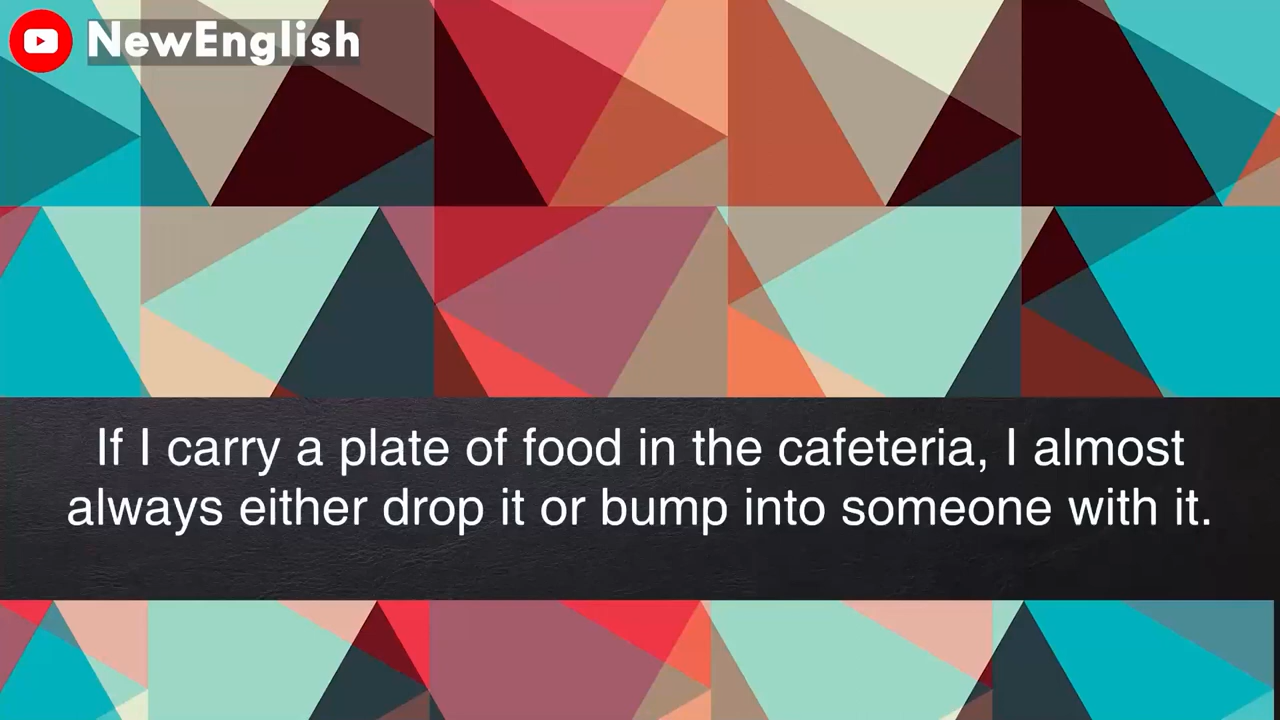 NewEnglish
If I carry a plate of food in the cafeteria, I almost
always either drop it or bump into someone with it.